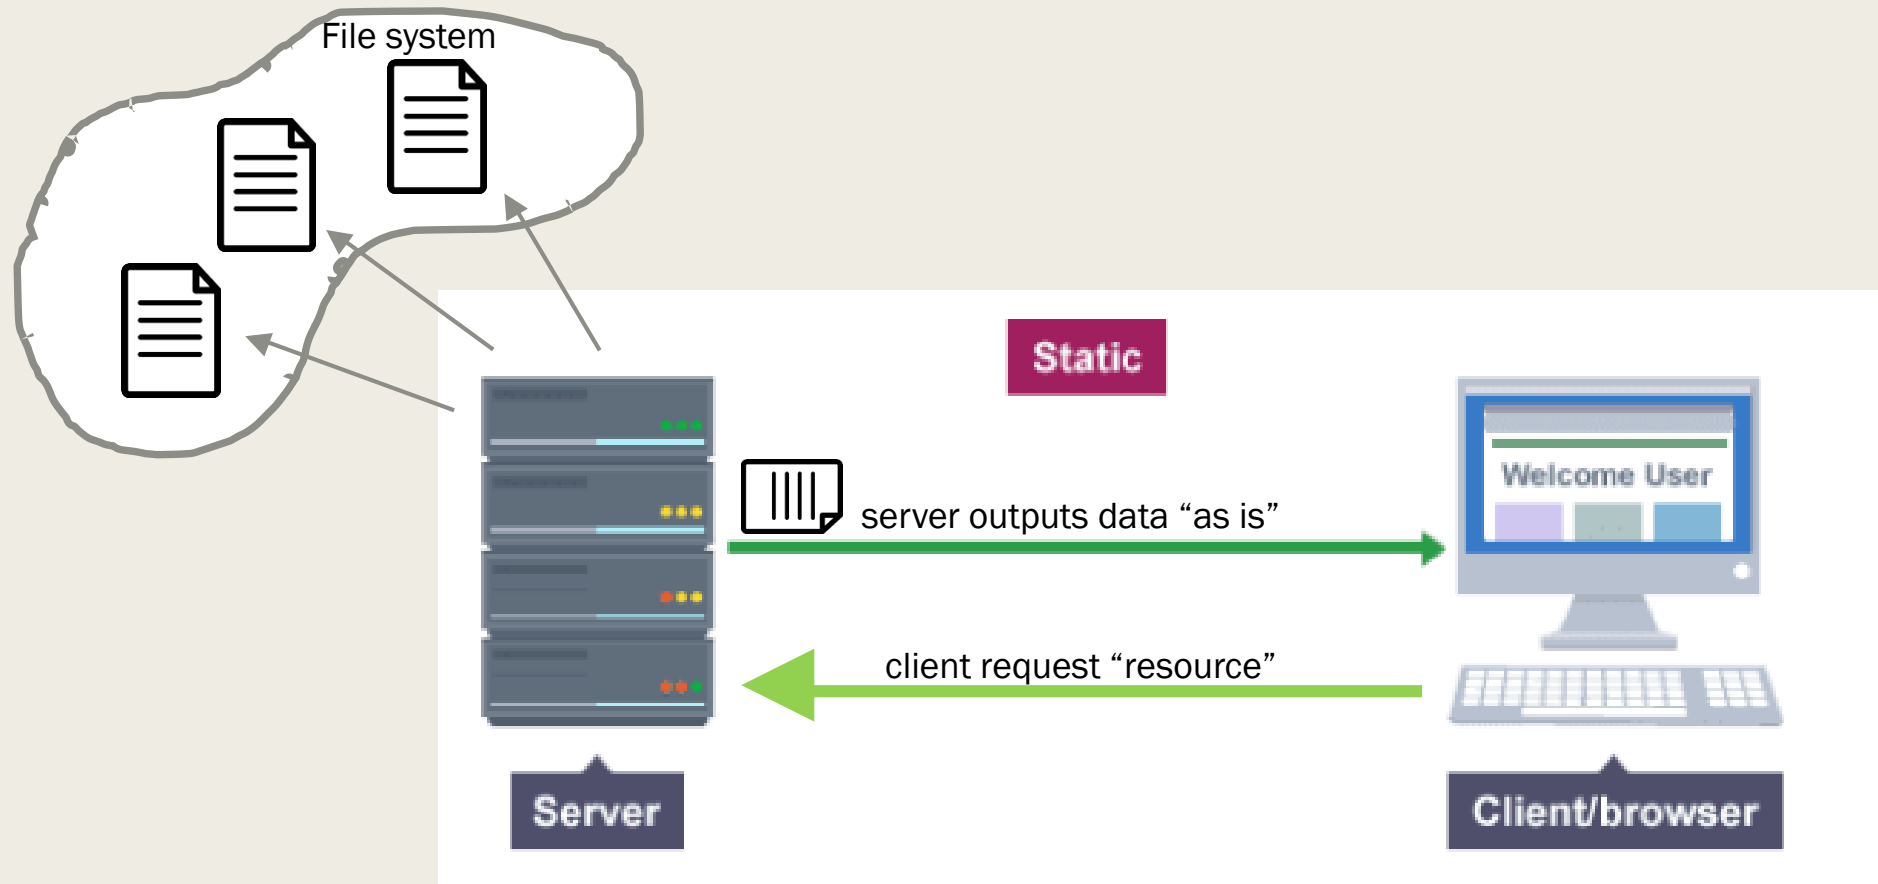 File system
Static
server outputs data “as is”
Welcome User
client request “resource”
Server
Client/browser